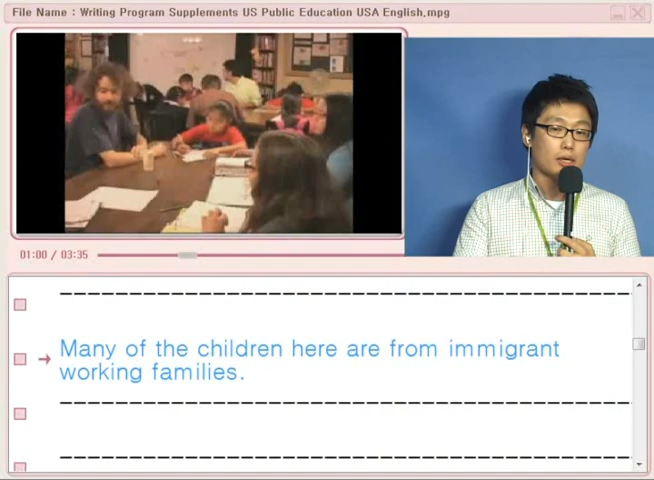 File Name : Writing Program Supplements US Public Education USA English.mpg
01:00 / 03:35
Many of the children here are from immigrant
working families.